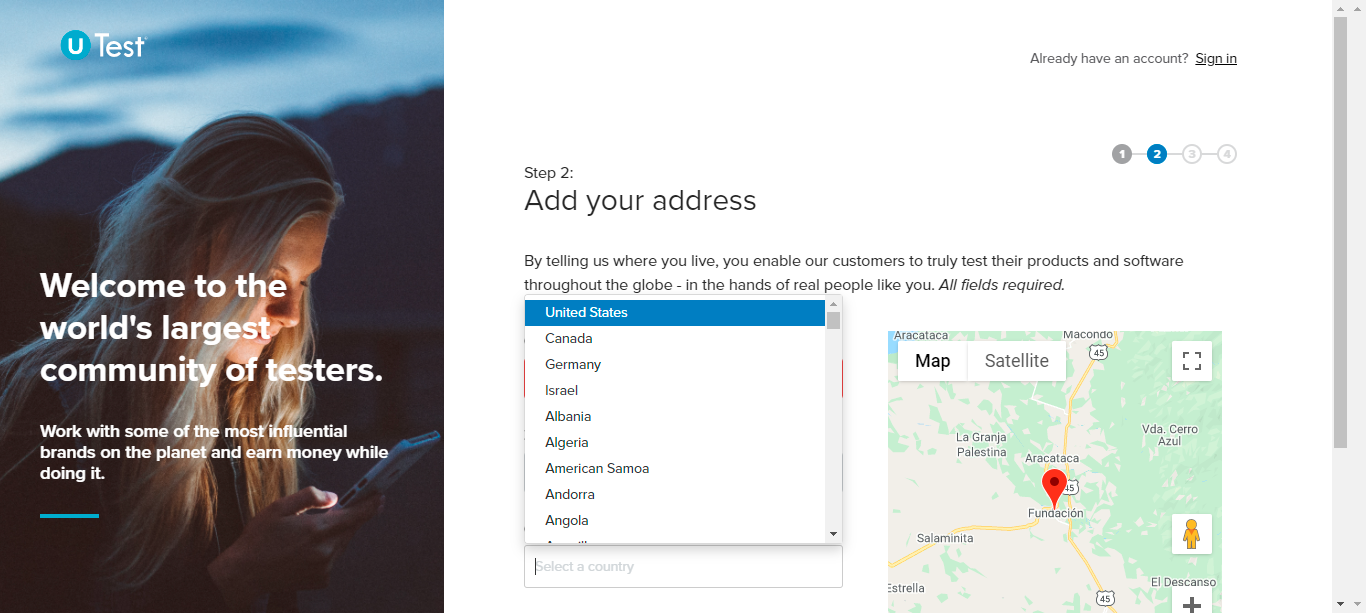 U Test
Already have an account? Sign in
1 2 3 4
Step 2:
Add your address
Welcome to the
world's largest
community of testers.
Work with some of the most influential
brands on the planet and earn money while
doing it.
By telling us where you live, you enable our customers to truly test their products and software
throughout the globe - in the hands of real people like you. All fields required.
United States
Canada
Germany
Israel
Albania
Algeria
American Samoa
Andorra
Angola
Select a country
Aracataca
Macondo
45
Map
Satellite
La Granja
Palestina
Vda. Cerro
Azul
Aracataca
45
Fundación
Salaminita
El Descanso
Estrella
45